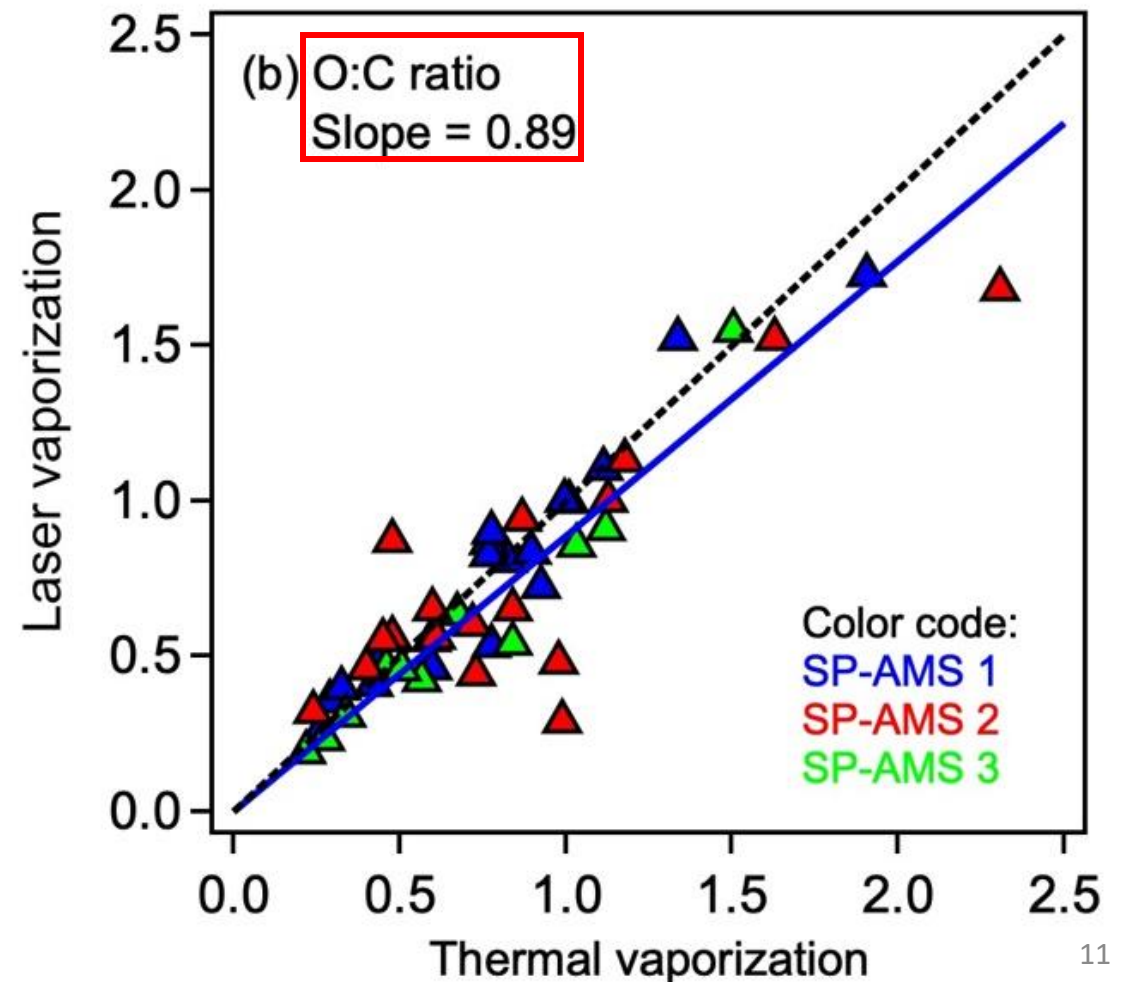 (b) O:C ratio
Slope = 0.89
2.5
2.0
1.5
1.0
0.5
0.0
Laser vaporization
Color code:
SP-AMS 1
SP-AMS 2
SP-AMS 3
0.0 0.5 1.0 1.5 2.0 2.5
Thermal vaporization
11